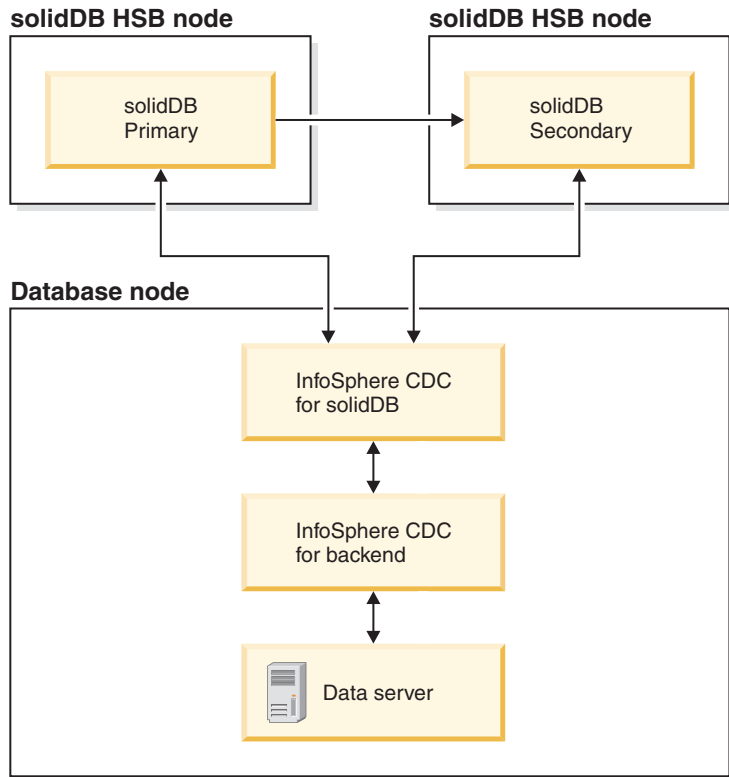 solidDB HSB node
solidDB HSB node
solidDB
Primary
solidDB
Secondary
Database node
InfoSphere CDC
for solidDB
InfoSphere CDC
for backend
Data server